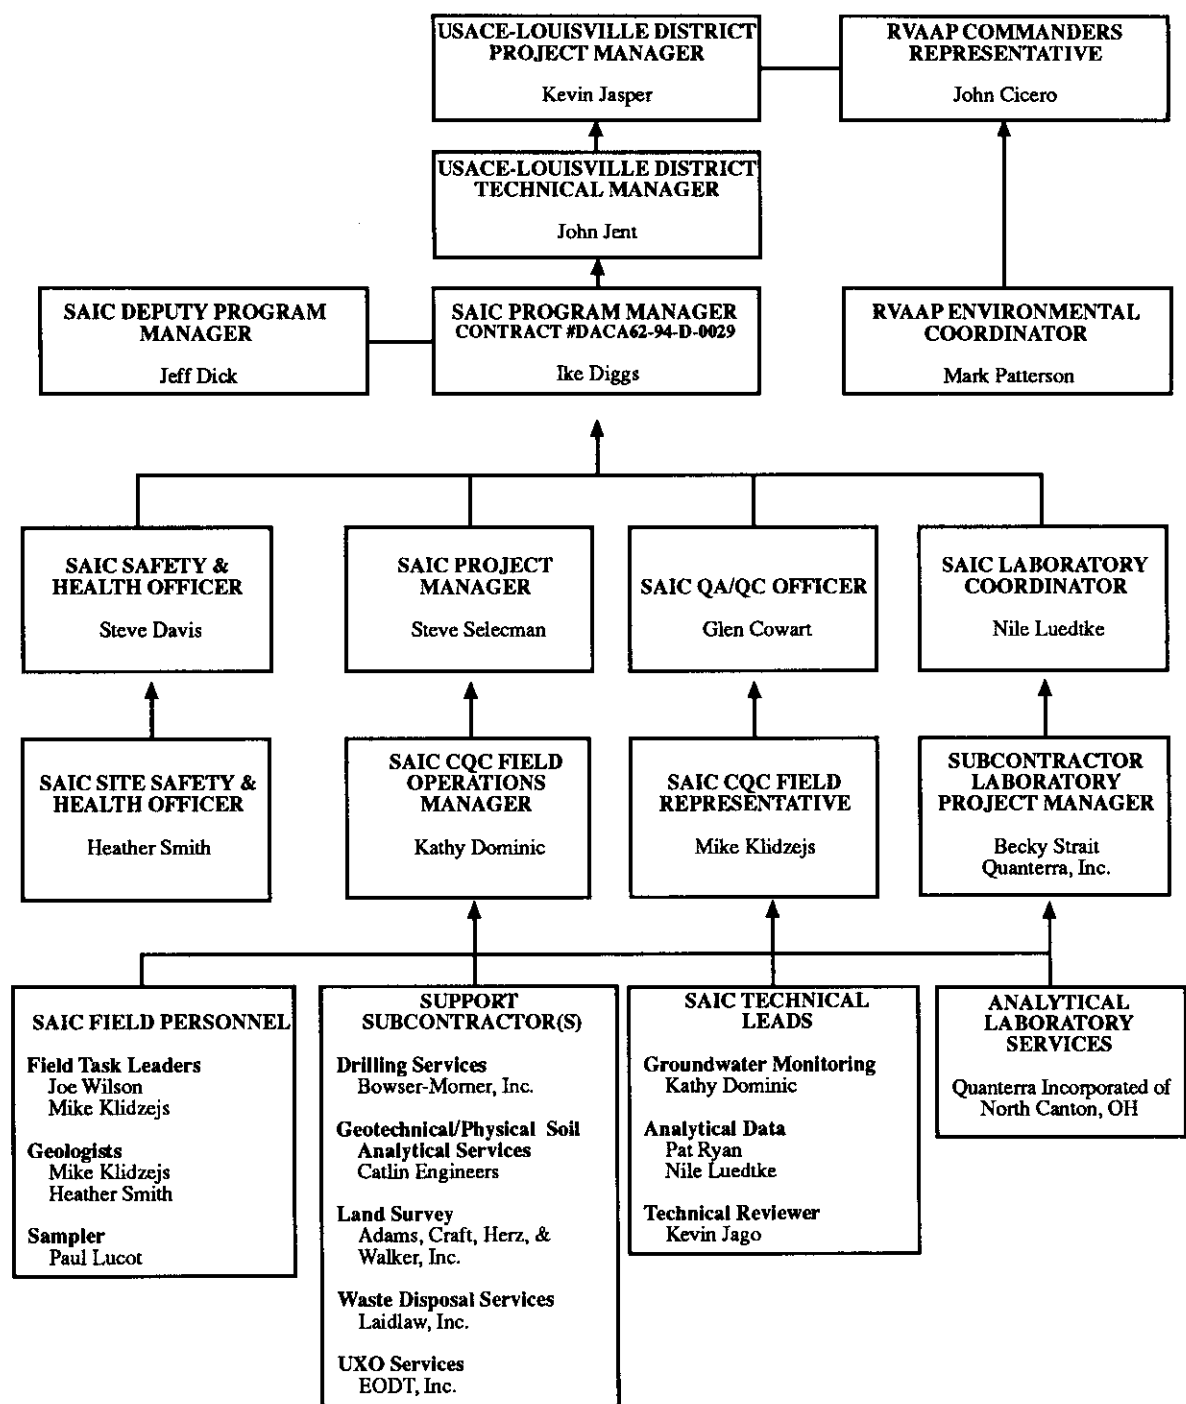 USACE-LOUISVILLE DISTRICT
PROJECT MANAGER
Kevin Jasper
RVAAP COMMANDERS
REPRESENTATIVE
John Cicero
USACE-LOUISVILLE DISTRICT
TECHNICAL MANAGER
John Jent
SAIC DEPUTY PROGRAM
MANAGER
Jeff Dick
SAIC PROGRAM MANAGER
CONTRACT #DACA62-94-D-0029
Ike Diggs
RVAAP ENVIRONMENTAL
COORDINATOR
Mark Patterson
SAIC SAFETY &
HEALTH OFFICER
Steve Davis
SAIC PROJECT
MANAGER
Steve Selecman
SAIC QA/QC OFFICER
Glen Cowart
SAIC LABORATORY
COORDINATOR
Nile Luedtke
SAIC SITE SAFETY &
HEALTH OFFICER
Heather Smith
SAIC CQC FIELD
OPERATIONS
MANAGER
Kathy Dominic
SAIC CQC FIELD
REPRESENTATIVE
Mike Klidzejs
SUBCONTRACTOR
LABORATORY
PROJECT MANAGER
Becky Strait
Quanterra, Inc.
SAIC FIELD PERSONNEL
Field Task Leaders
Joe Wilson
Mike Klidzejs
Geologists
Mike Klidzejs
Heather Smith
Sampler
Paul Lucot
SUPPORT
SUBCONTRACTOR(S)
Drilling Services
Bowser-Morner, Inc.
Geotechnical/Physical Soil
Analytical Services
Catlin Engineers
Land Survey
Adams, Craft, Herz, &
Walker, Inc.
Waste Disposal Services
Laidlaw, Inc.
UXO Services
EODT, Inc.
SAIC TECHNICAL
LEADS
Groundwater Monitoring
Kathy Dominic
Analytical Data
Pat Ryan
Nile Luedtke
Technical Reviewer
Kevin Jago
ANALYTICAL
LABORATORY
SERVICES
Quanterra Incorporated of
North Canton, OH